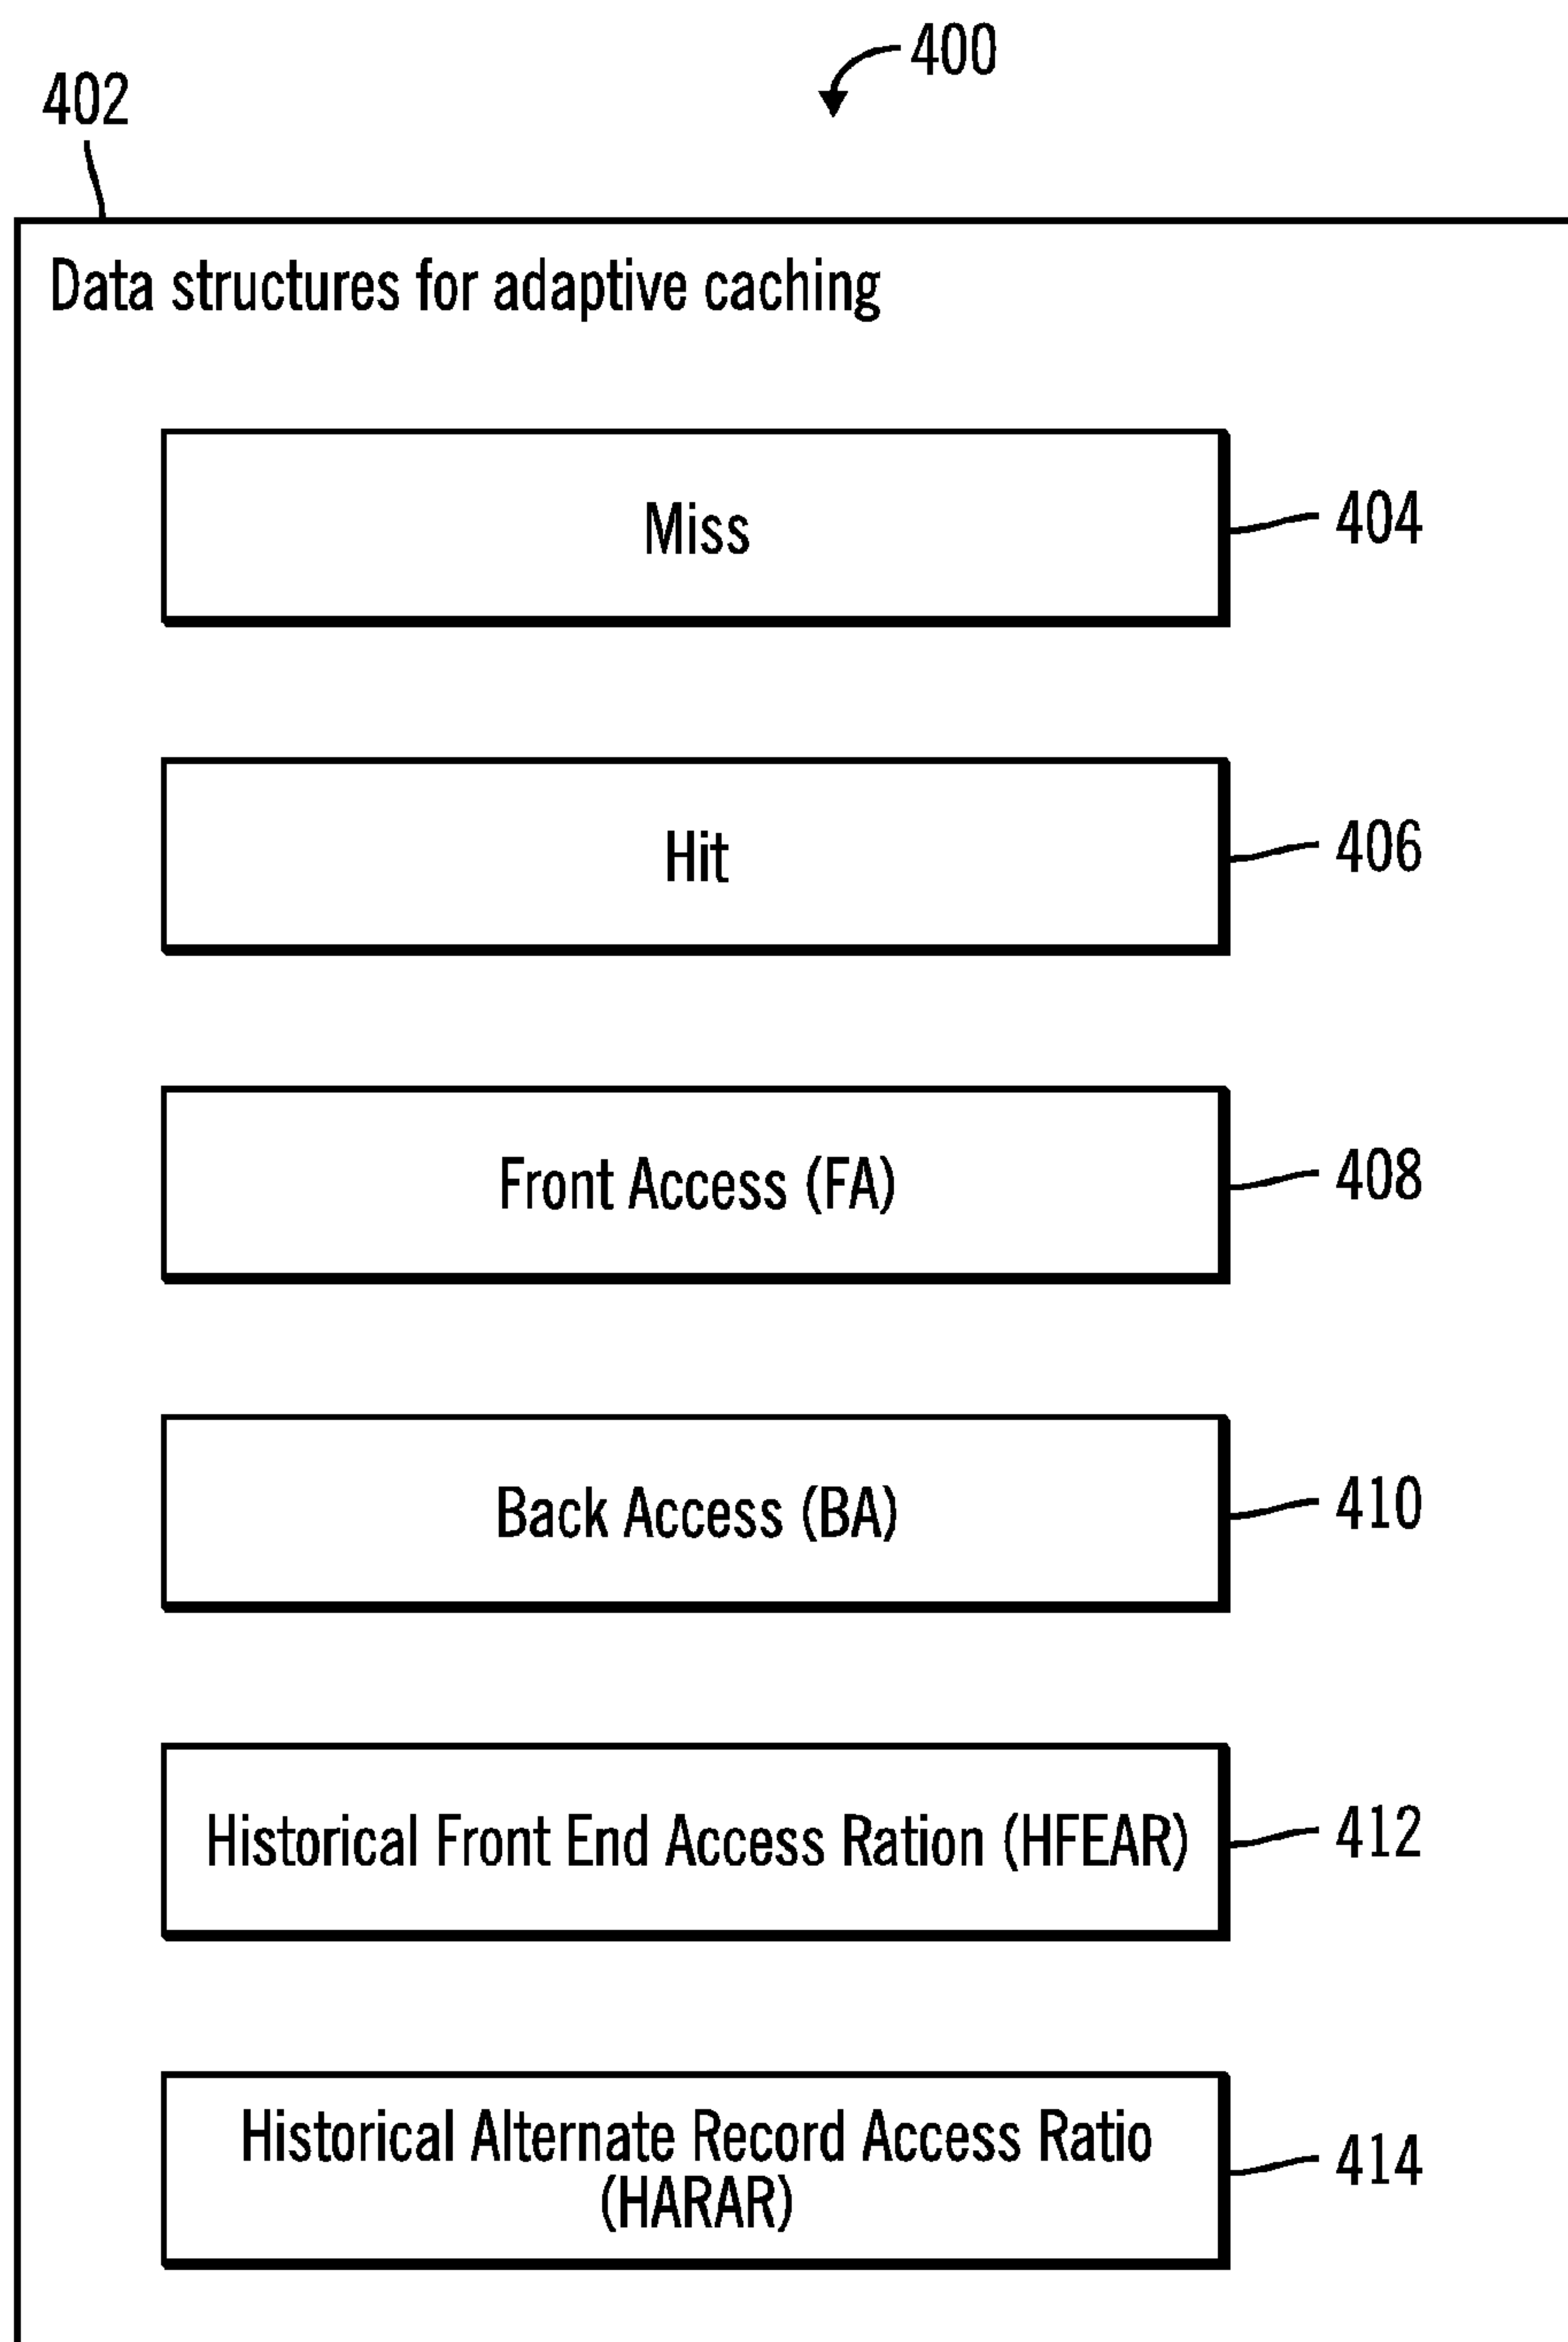 400
402
Data structures for adaptive caching
Miss
404
Hit
406
Front Access (FA)
408
Back Access (BA)
410
Historical Front End Access Ration (HFEAR)
412
Historical Alternate Record Access Ratio
(HARAR)
414